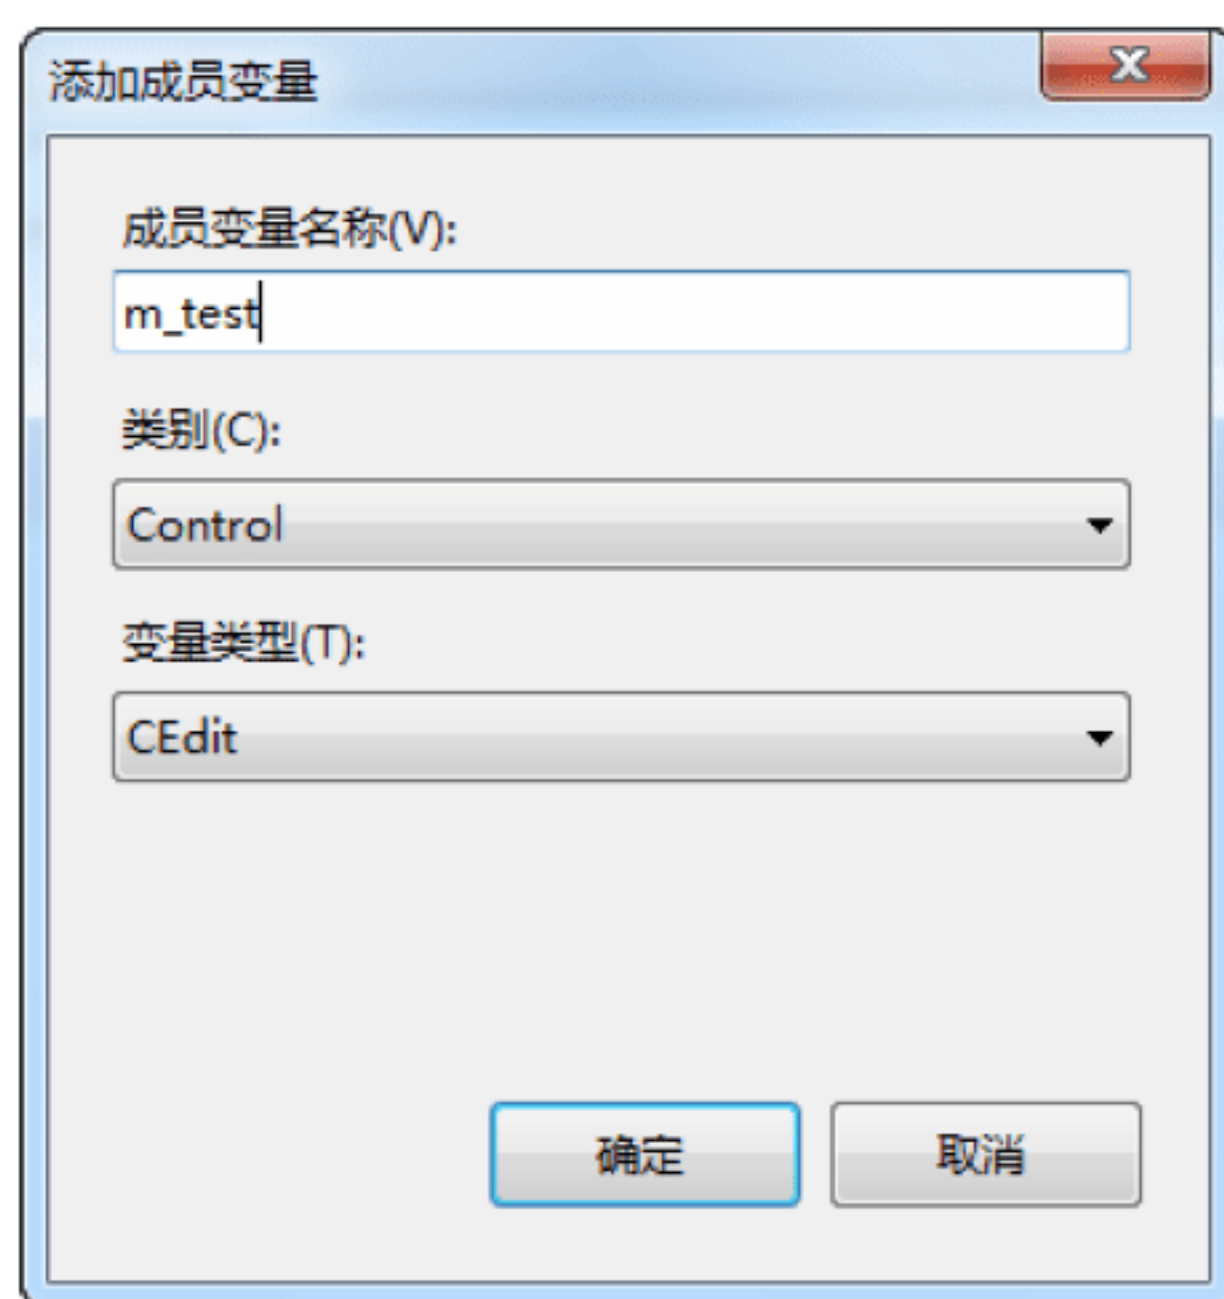 添加成员变量
成员变量名称(V):
m_test
类别(C):
Control
变量类型(T):
CEdit
确定 取消